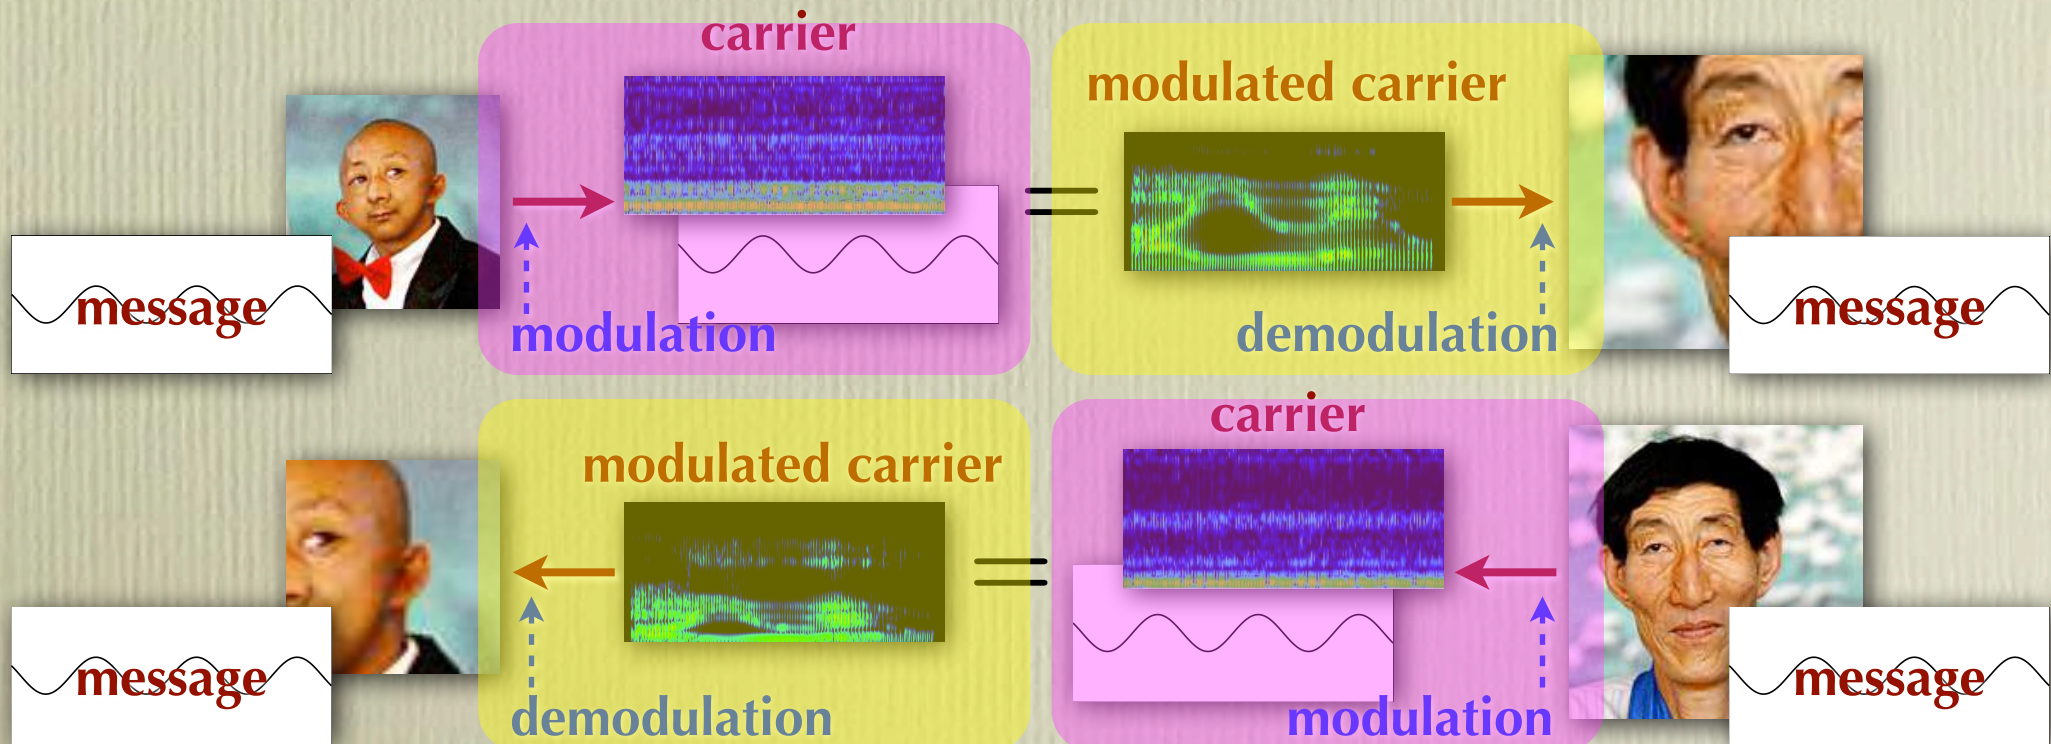 carrier
modulated carrier
message
modulation
demodulation
message
carrier
modulated carrier
message
demodulation
modulation
message